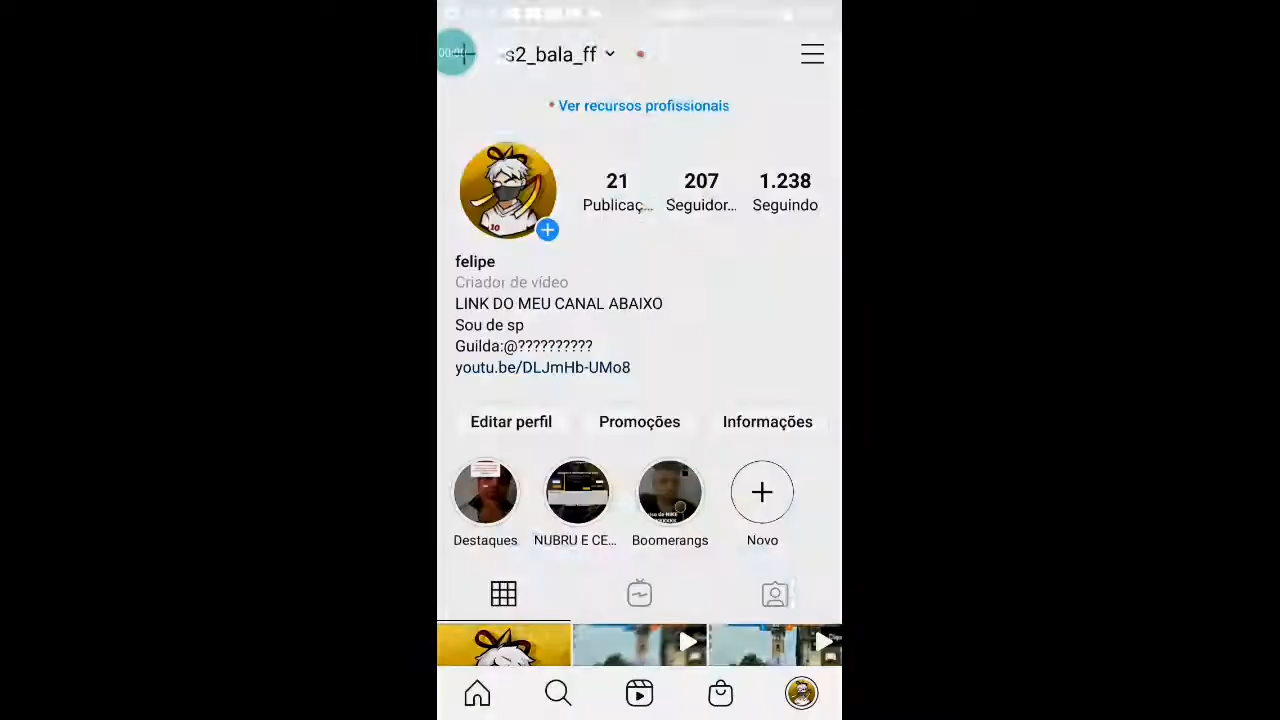 s2_bala_ff
Ver recursos profissionais
21
207
1.238
Publicaç...
Seguidor...
Seguindo
10
felipe
Criador de vídeo
LINK DO MEU CANAL ABAIXO
Sou de sp
Guilda:@??????????
youtu.be/DLJmHb-UMo8
Editar perfil
Promoções
Informações
Destaques
NUBRU E CE...
Boomerangs
Novo